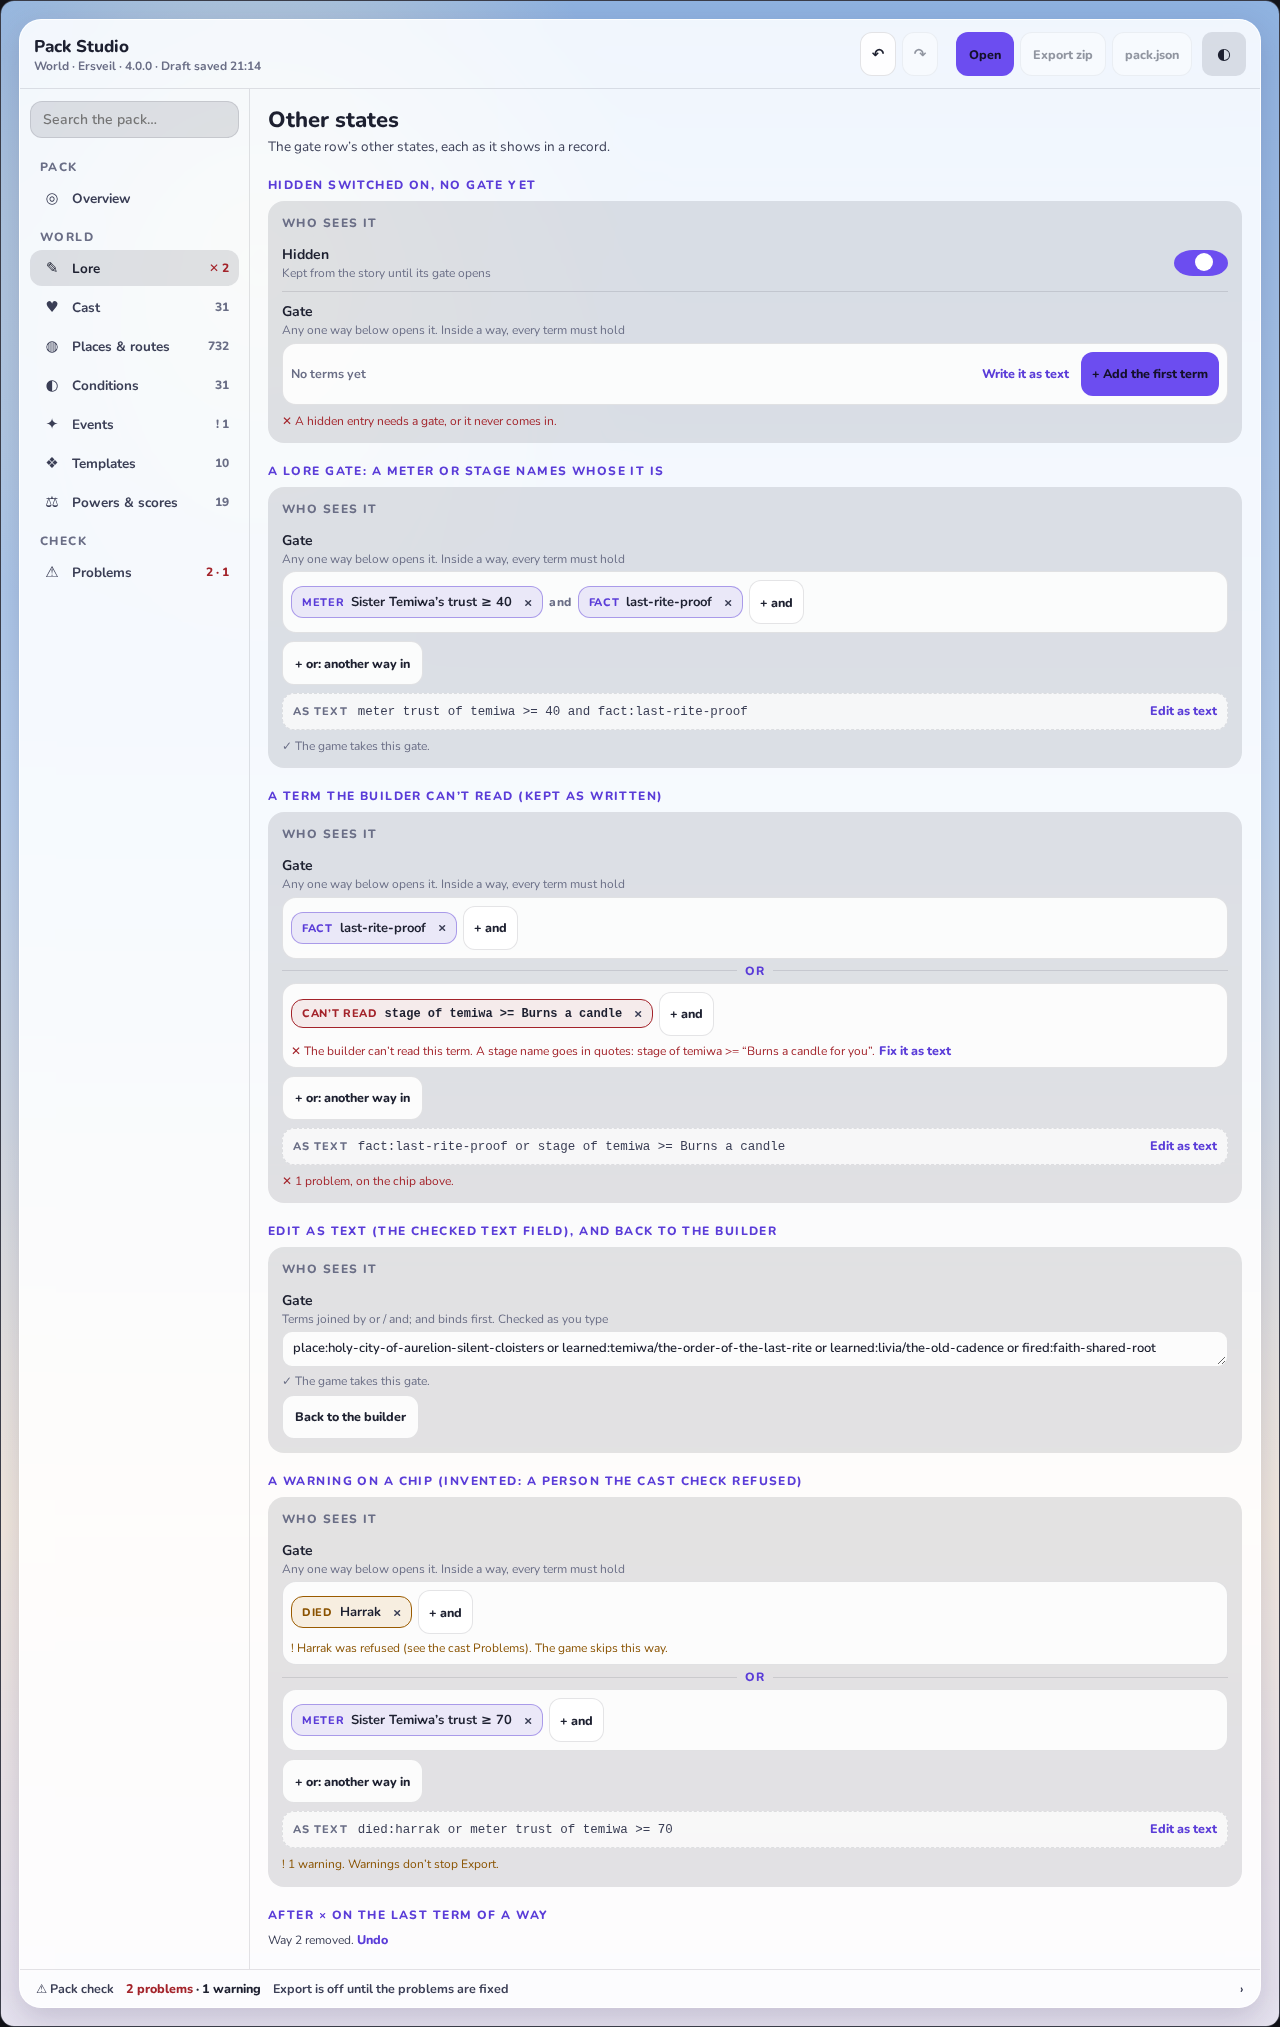 Pack Studio
World · Ersveil · 4.0.0 · Draft saved 21:14
↶ ↷ Open Export zip pack.json ◐
Search the pack…
PACK
◎ Overview
WORLD
✎ Lore ✕ 2
♥ Cast 31
◍ Places & routes 732
◐ Conditions 31
✦ Events ! 1
❖ Templates 10
⚖ Powers & scores 19
CHECK
⚠ Problems 2 · 1
Other states
The gate row’s other states, each as it shows in a record.
HIDDEN SWITCHED ON, NO GATE YET
WHO SEES IT
Hidden
Kept from the story until its gate opens
Gate
Any one way below opens it. Inside a way, every term must hold
No terms yet Write it as text + Add the first term
✕ A hidden entry needs a gate, or it never comes in.
A LORE GATE: A METER OR STAGE NAMES WHOSE IT IS
WHO SEES IT
Gate
Any one way below opens it. Inside a way, every term must hold
METER Sister Temiwa’s trust ≥ 40 × and FACT last-rite-proof × + and
+ or: another way in
AS TEXT meter trust of temiwa >= 40 and fact:last-rite-proof Edit as text
✓ The game takes this gate.
A TERM THE BUILDER CAN’T READ (KEPT AS WRITTEN)
WHO SEES IT
Gate
Any one way below opens it. Inside a way, every term must hold
FACT last-rite-proof × + and
OR
CAN’T READ stage of temiwa >= Burns a candle × + and
✕ The builder can’t read this term. A stage name goes in quotes: stage of temiwa >= “Burns a candle for you”. Fix it as text
+ or: another way in
AS TEXT fact:last-rite-proof or stage of temiwa >= Burns a candle Edit as text
✕ 1 problem, on the chip above.
EDIT AS TEXT (THE CHECKED TEXT FIELD), AND BACK TO THE BUILDER
WHO SEES IT
Gate
Terms joined by or / and; and binds first. Checked as you type
place:holy-city-of-aurelion-silent-cloisters or learned:temiwa/the-order-of-the-last-rite or learned:livia/the-old-cadence or fired:faith-shared-root
✓ The game takes this gate.
Back to the builder
A WARNING ON A CHIP (INVENTED: A PERSON THE CAST CHECK REFUSED)
WHO SEES IT
Gate
Any one way below opens it. Inside a way, every term must hold
DIED Harrak × + and
! Harrak was refused (see the cast Problems). The game skips this way.
OR
METER Sister Temiwa’s trust ≥ 70 × + and
+ or: another way in
AS TEXT died:harrak or meter trust of temiwa >= 70 Edit as text
! 1 warning. Warnings don’t stop Export.
AFTER × ON THE LAST TERM OF A WAY
Way 2 removed. Undo
⚠ Pack check 2 problems · 1 warning Export is off until the problems are fixed ›